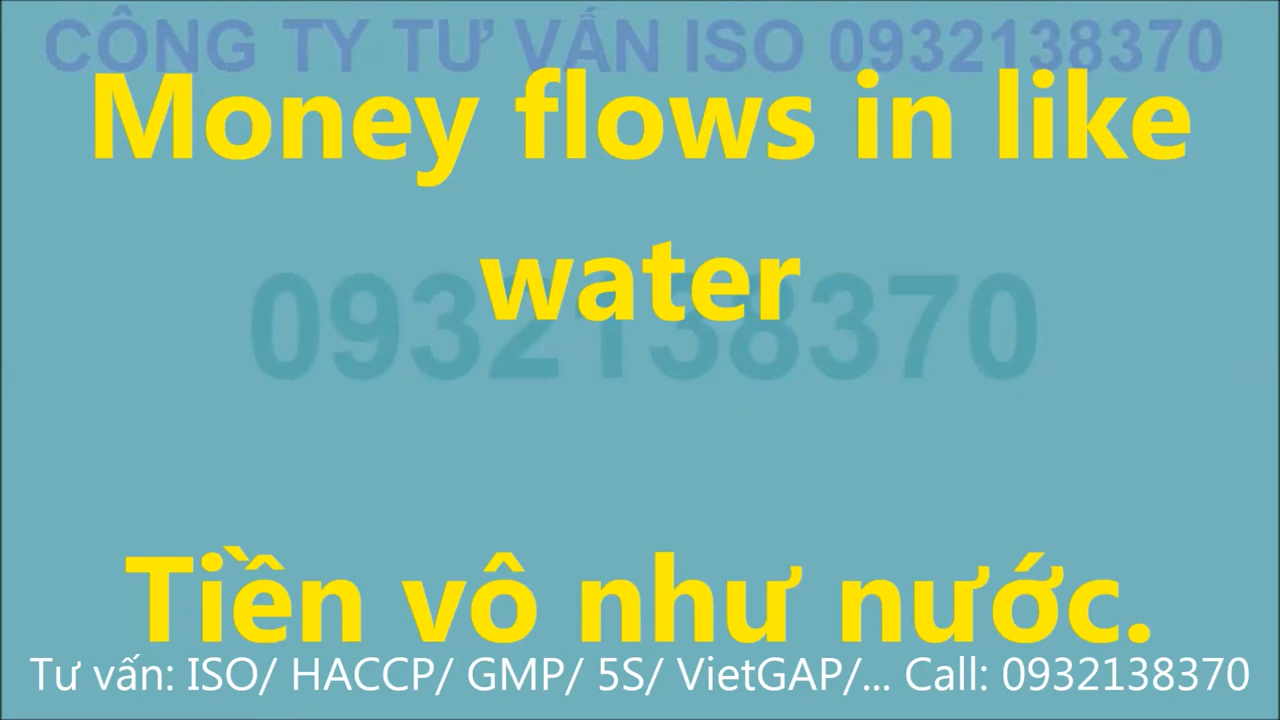 CÔNG TY TƯ VẤN ISO 0932138370
Money flows in like
water
0932138370
Tiền vô như nước.
Tư vấn: ISO/ HACCP/ GMP/ 5S/ VietGAP/... Call: 0932138370